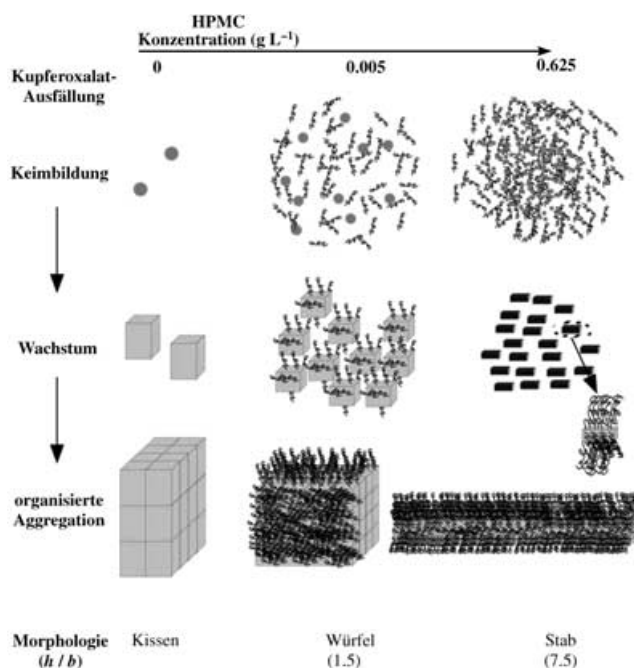 HPMC
Konzentration (g L⁻¹)
0 0.005 0.625
Kupferoxalat-
Ausfällung
Keimbildung
Wachstum
organisierte
Aggregation
Morphologie Kissen Würfel Stab
(h / b) (1.5) (7.5)